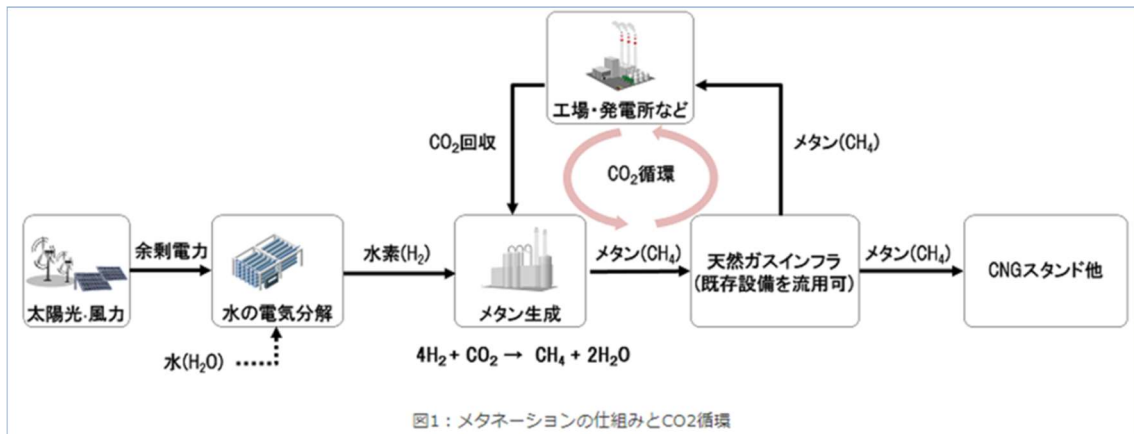 工場・発電所など
CO₂回収
メタン(CH₄)
CO₂循環
余剰電力
水素(H₂)
メタン(CH₄)
天然ガスインフラ
(既存設備を流用可)
メタン(CH₄)
CNGスタンド他
太陽光・風力
水の電気分解
メタン生成
水(H₂O)
4H₂ + CO₂ → CH₄ + 2H₂O
図1：メタネーションの仕組みとCO2循環